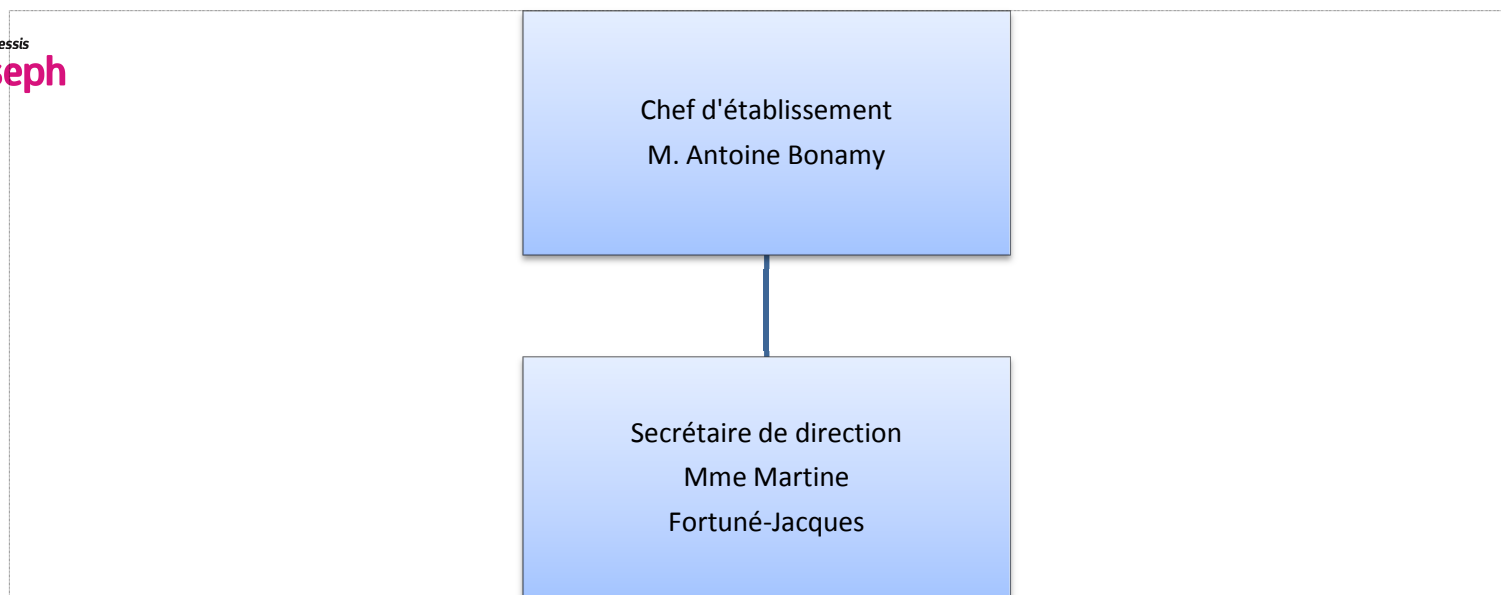 essis
seph
Chef d'établissement
M. Antoine Bonamy
Secrétaire de direction
Mme Martine
Fortuné-Jacques